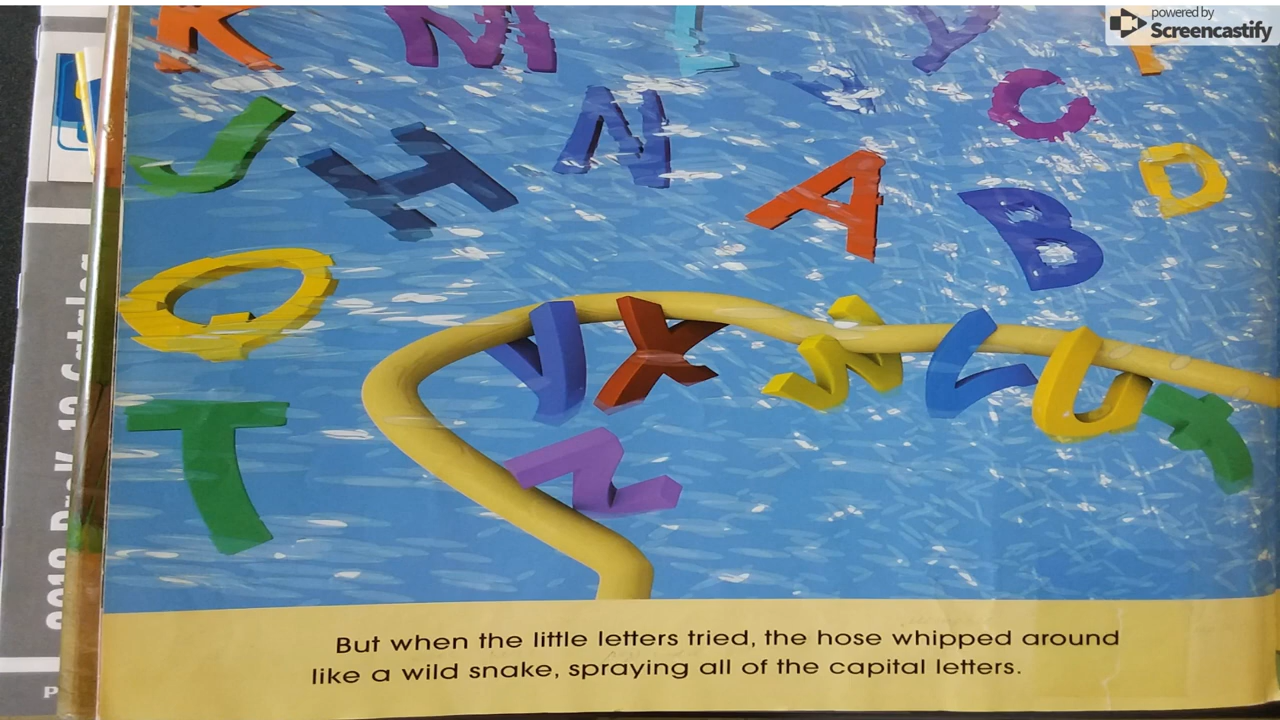 powered by
Screencastify
K M I Y
J H N A C B D
Q T
But when the little letters tried, the hose whipped around
like a wild snake, spraying all of the capital letters.